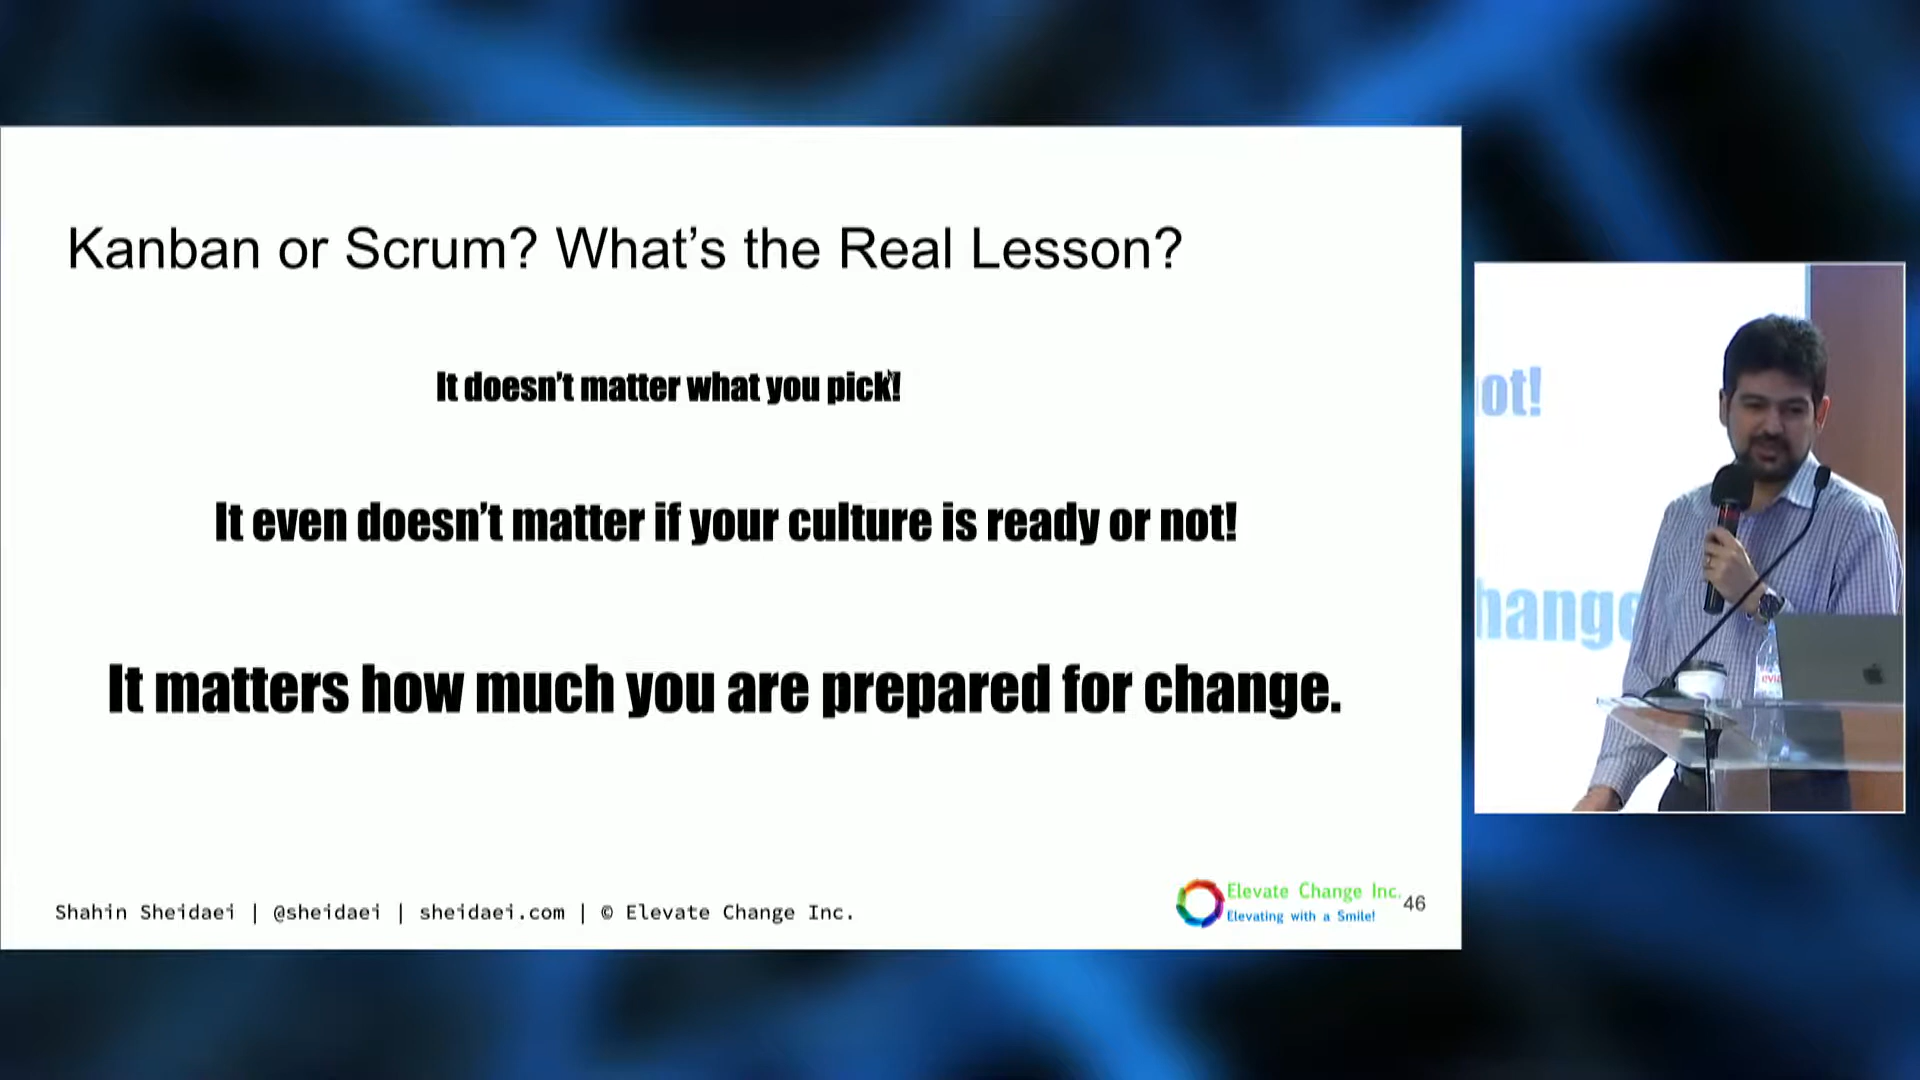 Kanban or Scrum? What's the Real Lesson?
It doesn't matter what you pick!
It even doesn't matter if your culture is ready or not!
It matters how much you are prepared for change.
Shahin Sheidaei | @sheidaei | sheidaei.com | © Elevate Change Inc.
Elevate Change Inc.
Elevating with a Smile!
46
ot!
hange